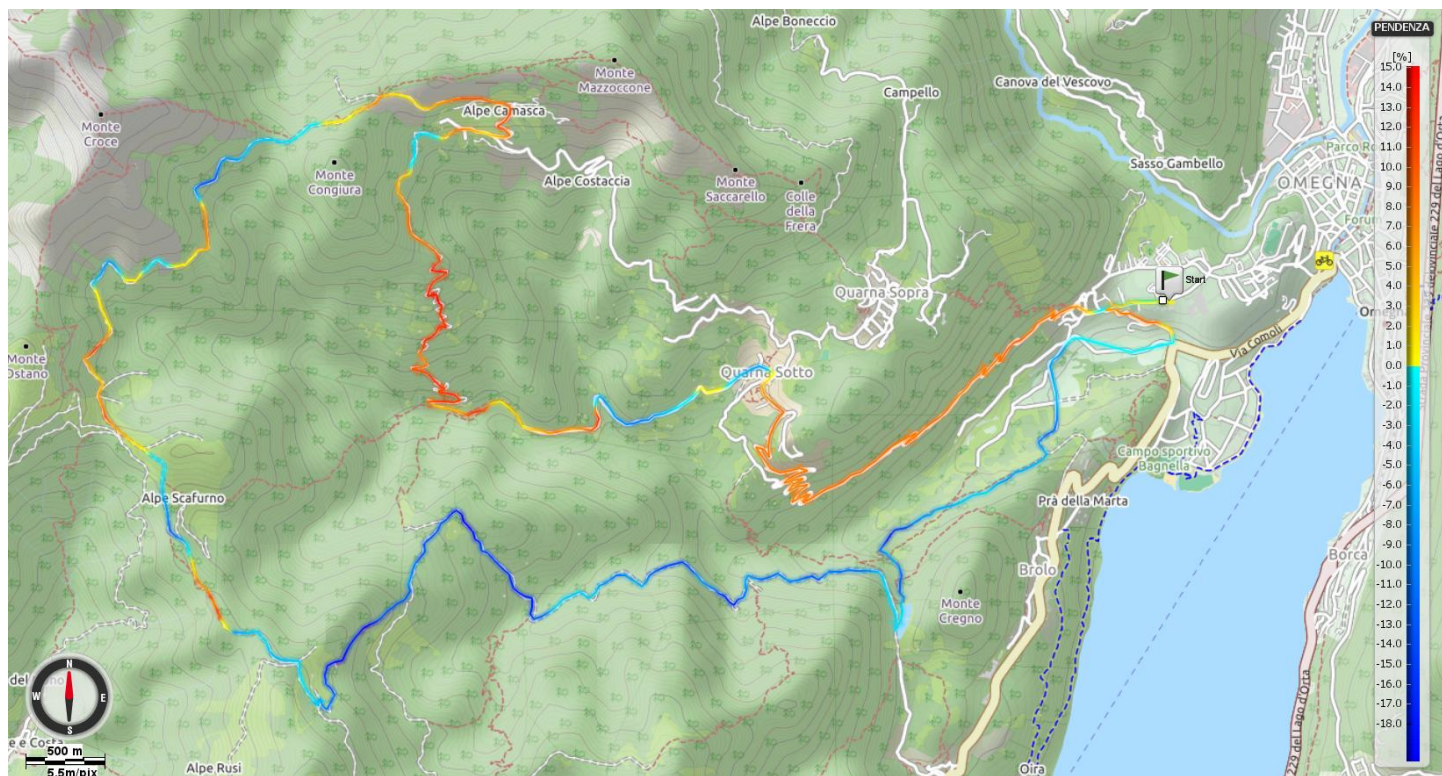 PENDENZA
[%]
15.0
14.0
13.0
12.0
11.0
10.0
9.0
8.0
7.0
6.0
5.0
4.0
3.0
2.0
1.0
0.0
-1.0
-2.0
-3.0
-4.0
-5.0
-6.0
-7.0
-8.0
-9.0
-10.0
-11.0
-12.0
-13.0
-14.0
-15.0
-16.0
-17.0
-18.0
Alpe Boneccio
Monte
Mazzoccone
Canova del Vescovo
Campello
Alpe Camasca
Monte
Croce
Parco
Sasso Gambello
Monte
Congiura
Alpe Costaccia
Monte
Saccarello
Colle
della
Frera
OMEGNA
Forum
Start
Quarna Sopra
Via Comoli
Monte
Ostano
Quarna Sotto
Campo sportivo
Bagnella
Alpe Scafurno
Prà della Marta
Borca
Brolo
Monte
Cregno
N
W
E
S
e e Costa
500 m
5.5m/pix
Alpe Rusi
Oira
229 del Lago d'Orta